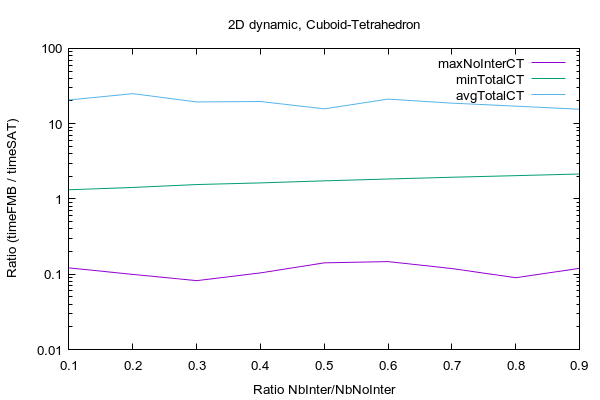 2D dynamic, Cuboid-Tetrahedron
100
10
1
0.1
0.01
Ratio (timeFMB / timeSAT)
maxNoInterCT
minTotalCT
avgTotalCT
0.1 0.2 0.3 0.4 0.5 0.6 0.7 0.8 0.9
Ratio NbInter/NbNoInter